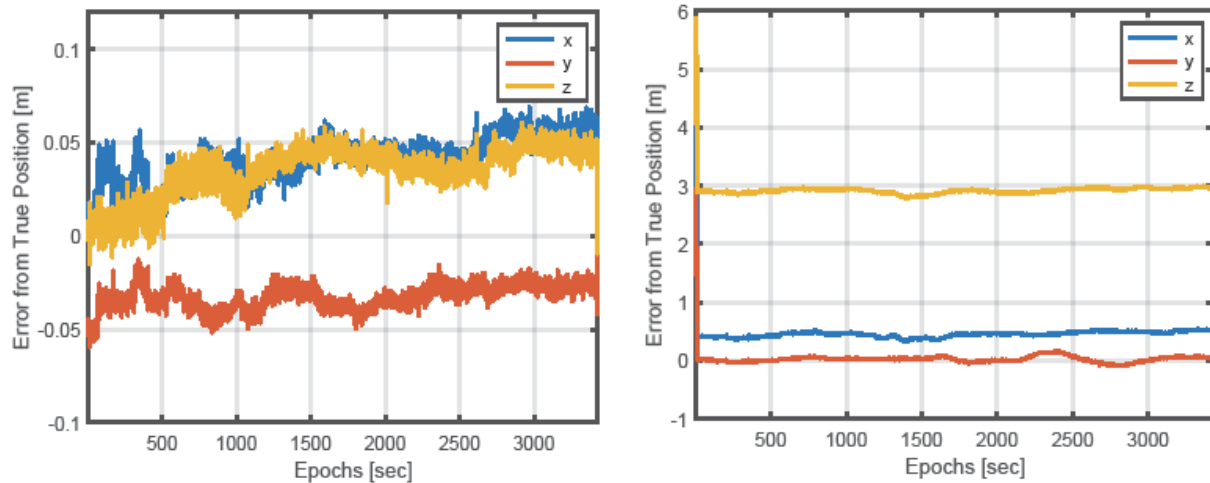 0.1
0.05
0
-0.05
-0.1
Error from True Position [m]
x
y
z
500 1000 1500 2000 2500 3000
Epochs [sec]
6
5
4
3
2
1
0
-1
Error from True Position [m]
x
y
z
500 1000 1500 2000 2500 3000
Epochs [sec]